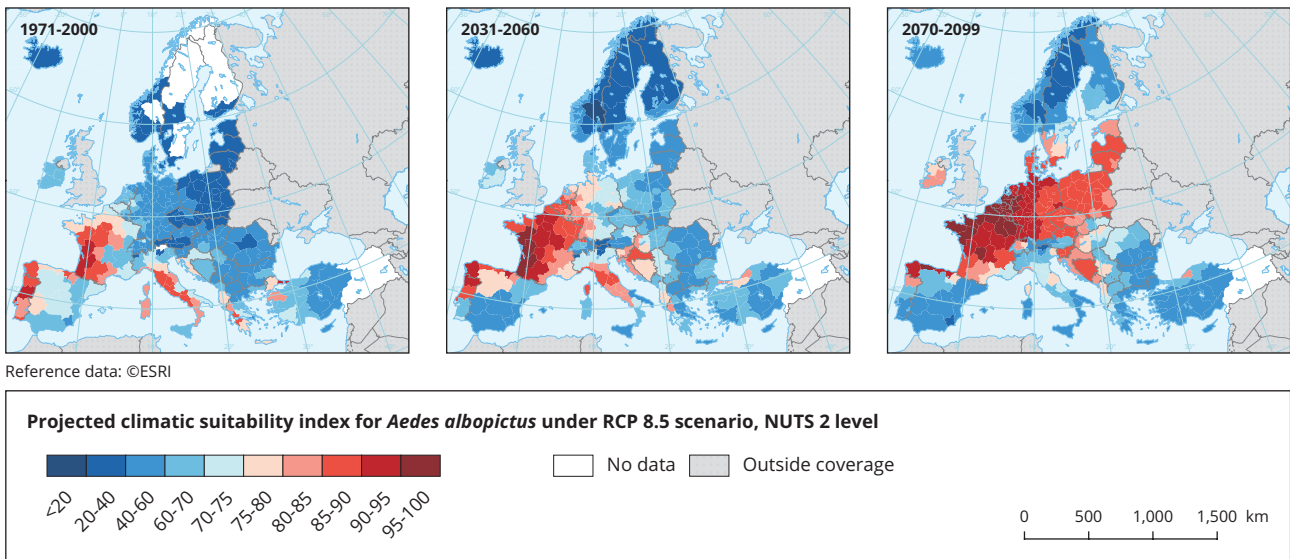 1971-2000
2031-2060
2070-2099
Reference data: ©ESRI
Projected climatic suitability index for Aedes albopictus under RCP 8.5 scenario, NUTS 2 level
No data
Outside coverage
<20
20-40
40-60
60-70
70-75
75-80
80-85
85-90
90-95
95-100
0 500 1,000 1,500 km